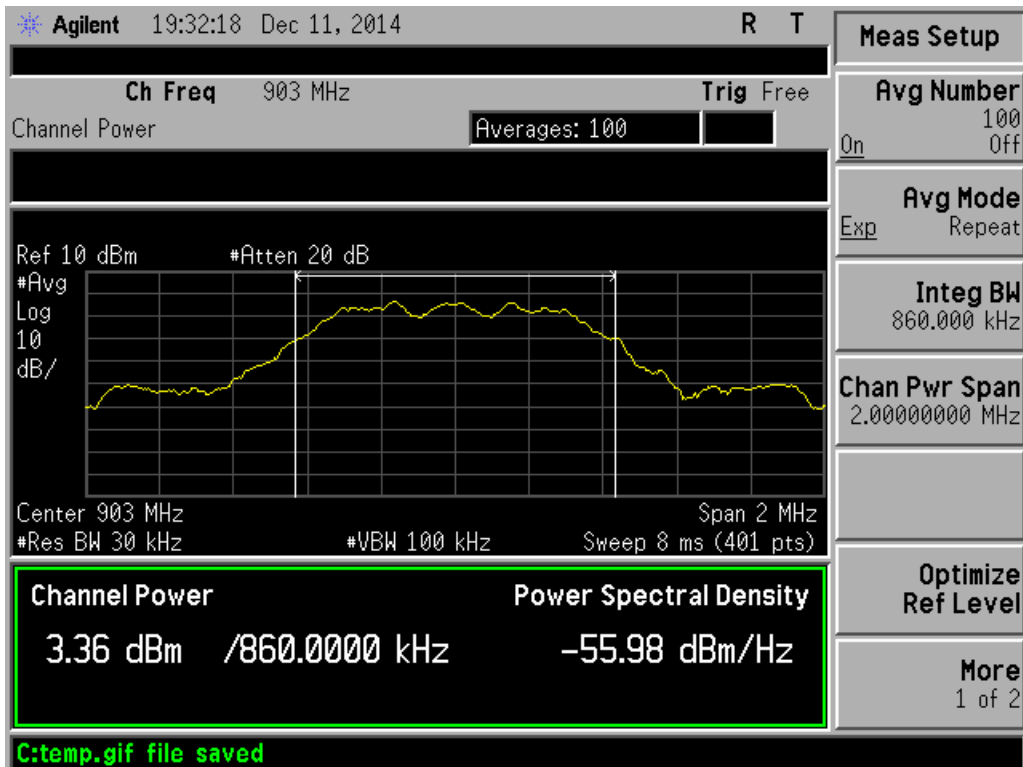 Agilent 19:32:18 Dec 11, 2014 R T
Meas Setup
Ch Freq 903 MHz Trig Free
Channel Power Averages: 100
Avg Number
100
On Off
Avg Mode
Exp Repeat
Integ BW
860.000 kHz
Chan Pwr Span
2.00000000 MHz
Optimize
Ref Level
More
1 of 2
Ref 10 dBm #Atten 20 dB
#Avg
Log
10
dB/
Center 903 MHz Span 2 MHz
#Res BW 30 kHz #VBW 100 kHz Sweep 8 ms (401 pts)
Channel Power Power Spectral Density
3.36 dBm /860.0000 kHz -55.98 dBm/Hz
C:temp.gif file saved